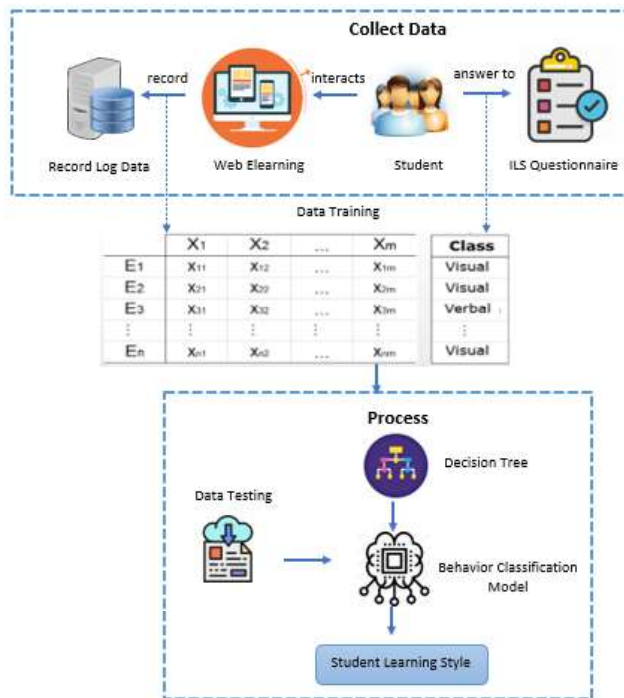 Collect Data
record
interacts
answer to
Record Log Data
Web Elearning
Student
ILS Questionnaire
Data Training
X1 X2 ... Xm
E1 X11 X12 ... X1m
E2 X21 X22 ... X2m
E3 X31 X32 ... X3m
⋮ ⋮ ⋮ ⋮ ⋮
En Xn1 Xn2 ... Xnm
Class
Visual
Visual
Verbal
⋮
Visual
Process
Decision Tree
Data Testing
Behavior Classification
Model
Student Learning Style